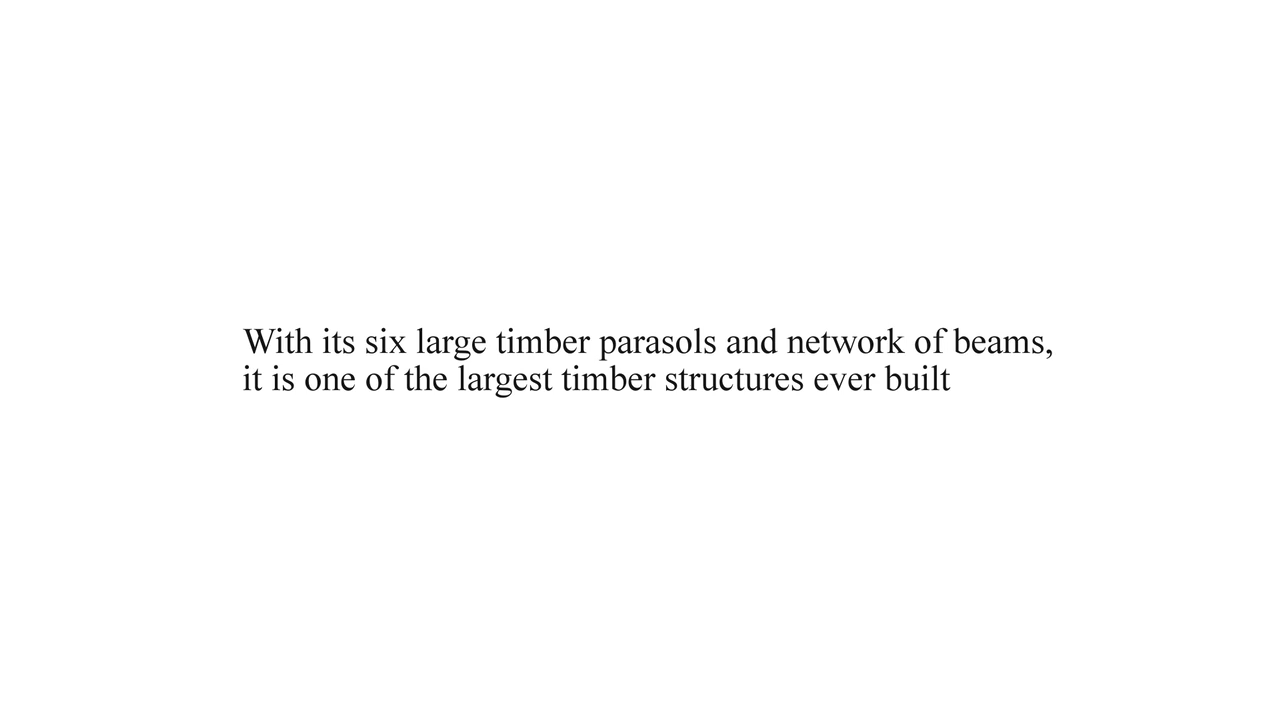 With its six large timber parasols and network of beams,
it is one of the largest timber structures ever built